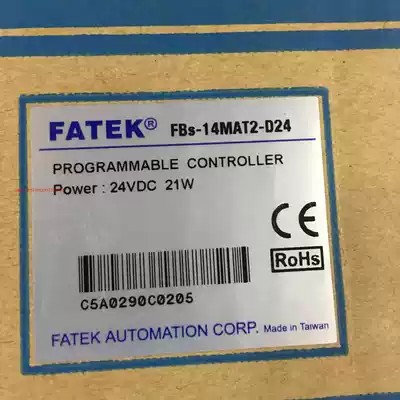 FATEK® FBs-14MAT2-D24
PROGRAMMABLE CONTROLLER
Power : 24VDC 21W
CE
RoHs
C5A0290C0205
FATEK AUTOMATION CORP. Made in Taiwan